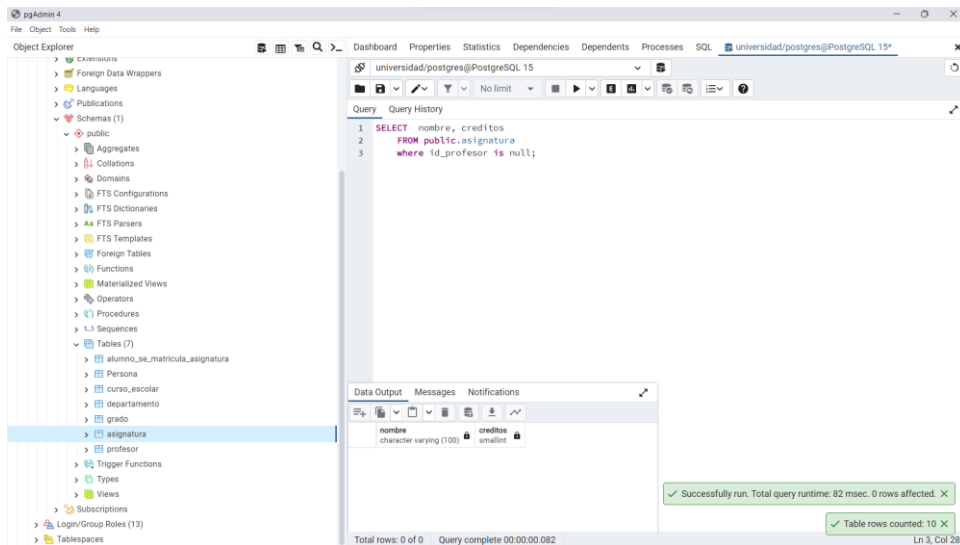 pgAdmin 4
File Object Tools Help
Object Explorer
Dashboard Properties Statistics Dependencies Dependents Processes SQL universidad/postgres@PostgreSQL 15*
Extensions
Foreign Data Wrappers
Languages
Publications
Schemas (1)
public
Aggregates
Collations
Domains
FTS Configurations
FTS Dictionaries
Aa FTS Parsers
FTS Templates
Foreign Tables
Functions
Materialized Views
Operators
Procedures
1..3 Sequences
Tables (7)
alumno_se_matricula_asignatura
Persona
curso_escolar
departamento
grado
asignatura
profesor
Trigger Functions
Types
Views
Subscriptions
Login/Group Roles (13)
Tablespaces
universidad/postgres@PostgreSQL 15
No limit
Query Query History
1 SELECT nombre, creditos
2 FROM public.asignatura
3 where id_profesor is null;
Data Output Messages Notifications
nombre
character varying (100)
creditos
smallint
Successfully run. Total query runtime: 82 msec. 0 rows affected.
Table rows counted: 10
Total rows: 0 of 0 Query complete 00:00:00.082
Ln 3, Col 28